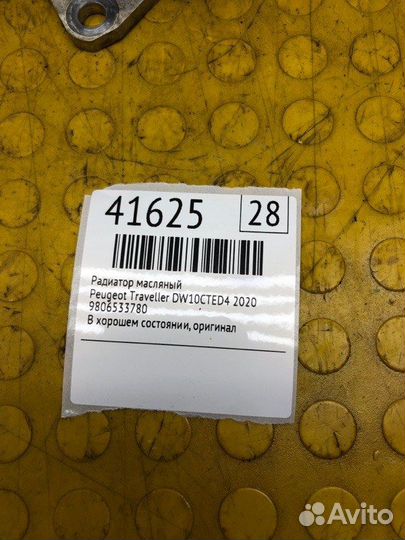 41625 28
Радиатор масляный
Peugeot Traveller DW10CTED4 2020
9806533780
В хорошем состоянии, оригинал
Avito